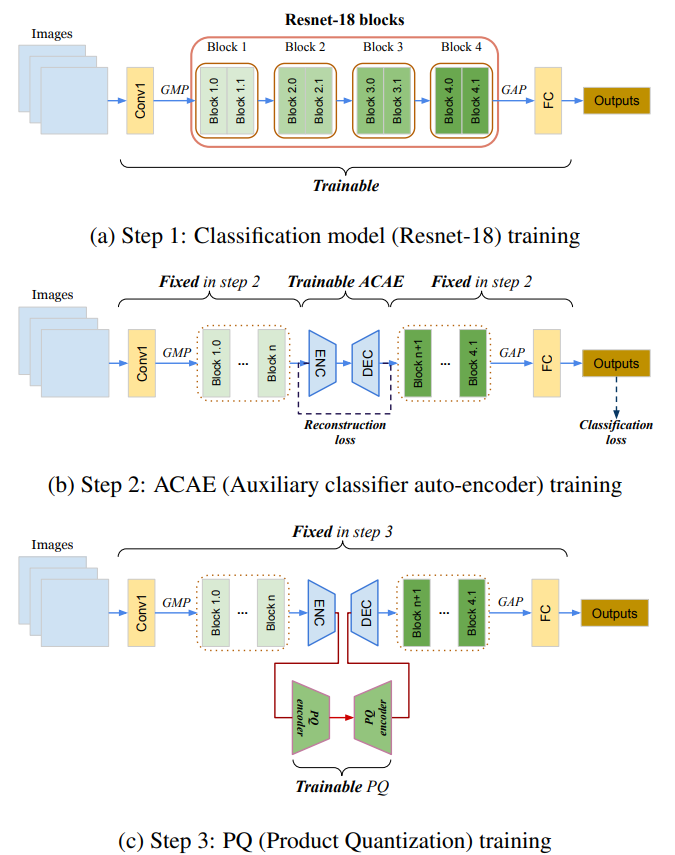 Images
Resnet-18 blocks
Block 1
Block 2
Block 3
Block 4
Conv1
GMP
Block 1.0
Block 1.1
Block 2.0
Block 2.1
Block 3.0
Block 3.1
Block 4.0
Block 4.1
GAP
FC
Outputs
Trainable
(a) Step 1: Classification model (Resnet-18) training
Images
Fixed in step 2
Trainable ACAE
Fixed in step 2
Conv1
GMP
Block 1.0
...
Block n
ENC
DEC
Block n+1
...
Block 4.1
GAP
FC
Outputs
Reconstruction
loss
Classification
loss
(b) Step 2: ACAE (Auxiliary classifier auto-encoder) training
Images
Fixed in step 3
Conv1
GMP
Block 1.0
...
Block n
ENC
DEC
Block n+1
...
Block 4.1
GAP
FC
Outputs
PQ
encoder
PQ
encoder
Trainable PQ
(c) Step 3: PQ (Product Quantization) training